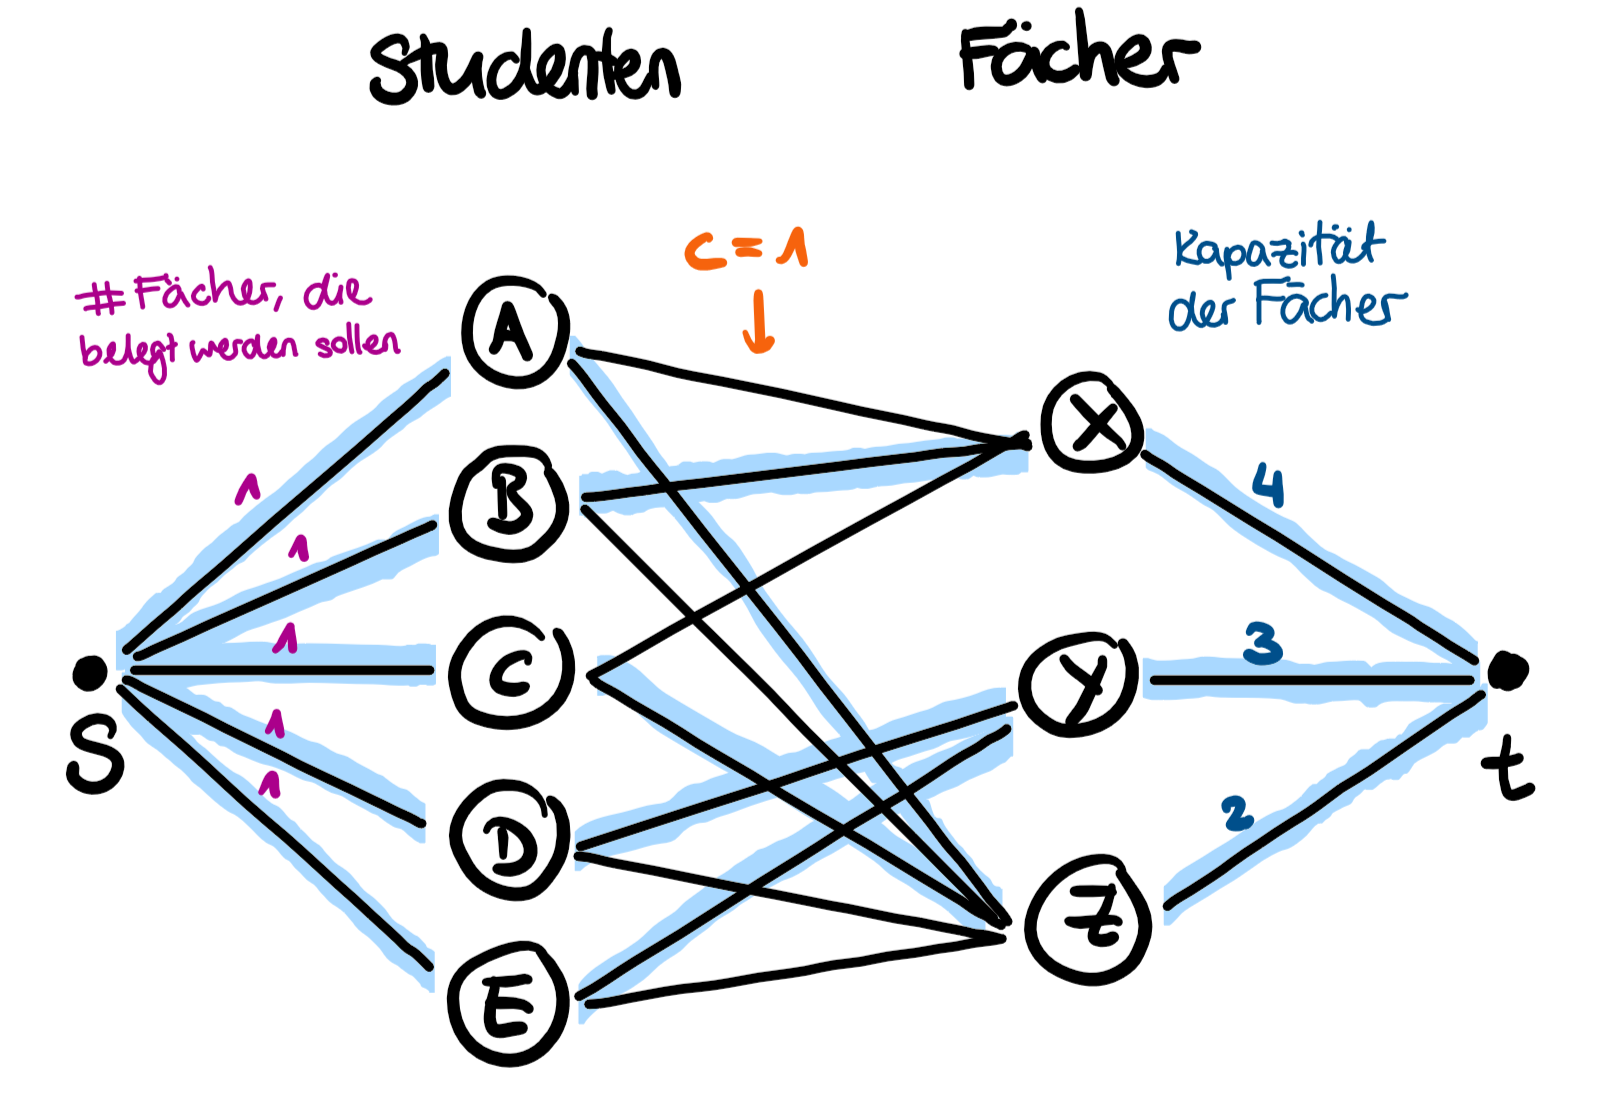 Studenten Fächer
C = 1
Kapazität
der Fächer
# Fächer, die
belegt werden sollen
A
B
C
D
E
X
Y
Z
1
1
1
1
1
4
3
2
S
t